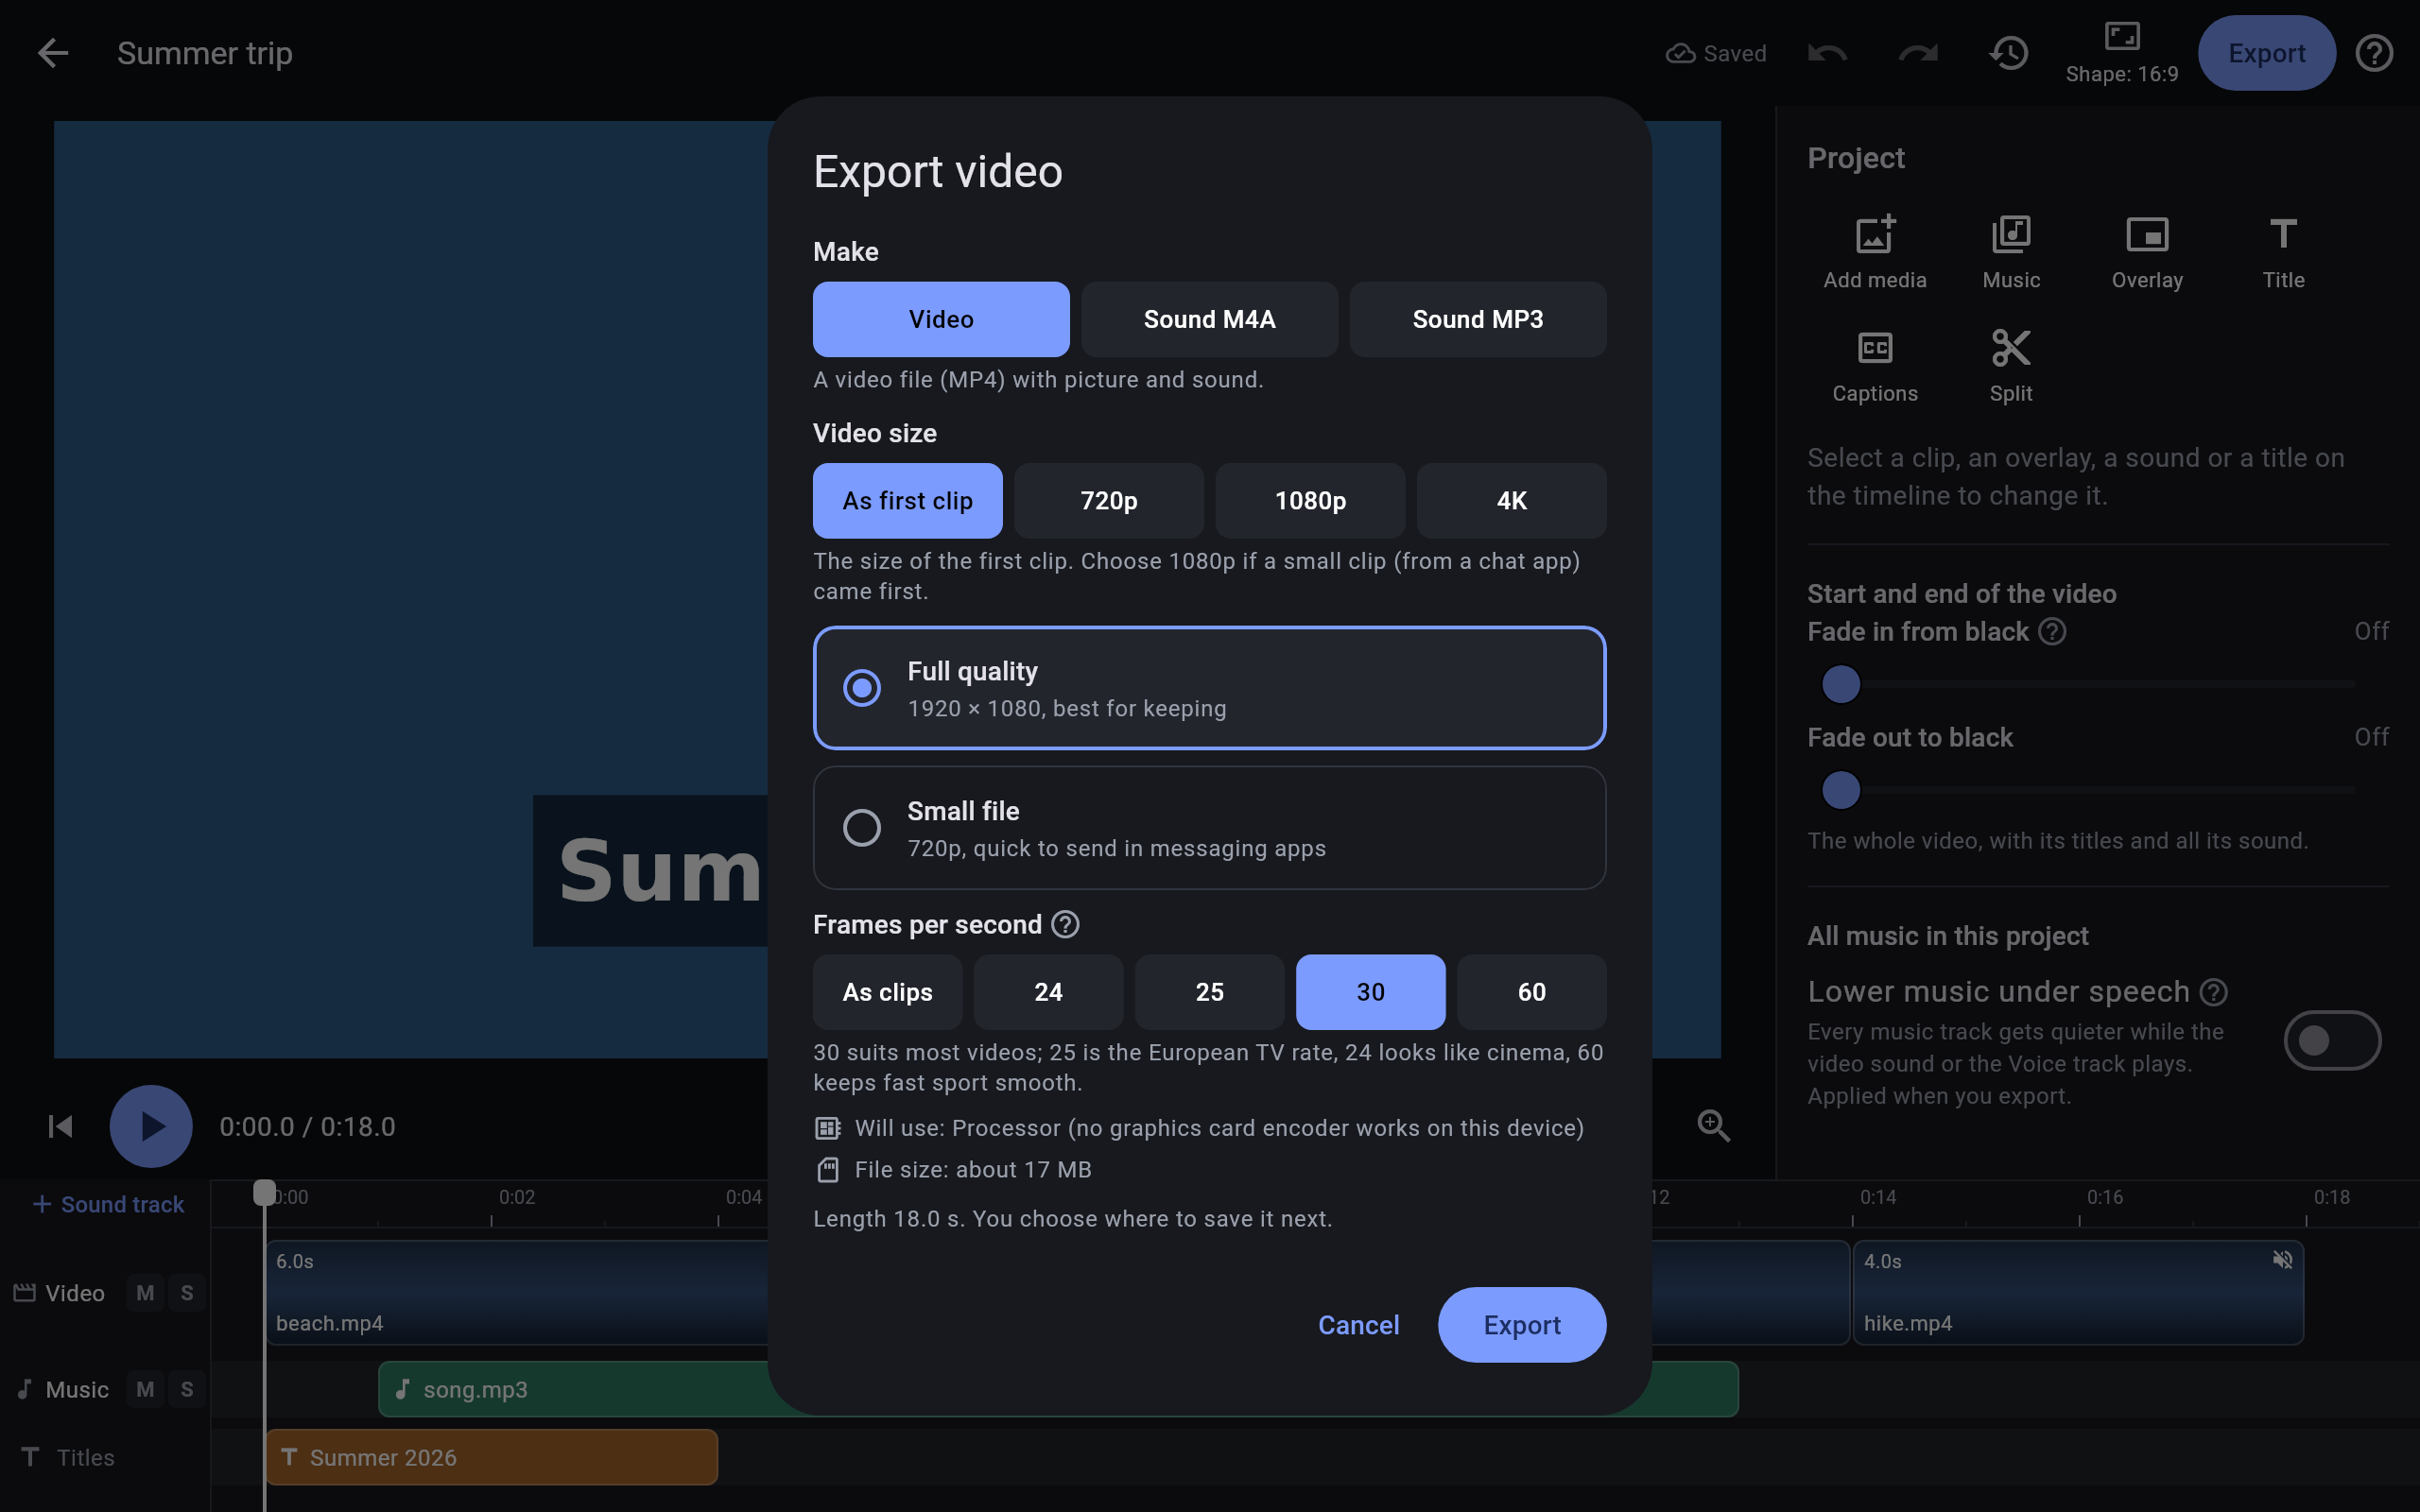 Summer trip
Saved
Shape: 16:9
Export
Export video
Make
Video
Sound M4A
Sound MP3
A video file (MP4) with picture and sound.
Video size
As first clip
720p
1080p
4K
The size of the first clip. Choose 1080p if a small clip (from a chat app)
came first.
Full quality
1920 × 1080, best for keeping
Small file
720p, quick to send in messaging apps
Frames per second
As clips
24
25
30
60
30 suits most videos; 25 is the European TV rate, 24 looks like cinema, 60
keeps fast sport smooth.
Will use: Processor (no graphics card encoder works on this device)
File size: about 17 MB
Length 18.0 s. You choose where to save it next.
Cancel
Export
Sum
Project
Add media
Music
Overlay
Title
Captions
Split
Select a clip, an overlay, a sound or a title on
the timeline to change it.
Start and end of the video
Fade in from black
Off
Fade out to black
Off
The whole video, with its titles and all its sound.
All music in this project
Lower music under speech
Every music track gets quieter while the
video sound or the Voice track plays.
Applied when you export.
0:00.0 / 0:18.0
Sound track
0:00
0:02
0:04
12
0:14
0:16
0:18
Video
M
S
6.0s
beach.mp4
4.0s
hike.mp4
Music
M
S
song.mp3
Titles
Summer 2026